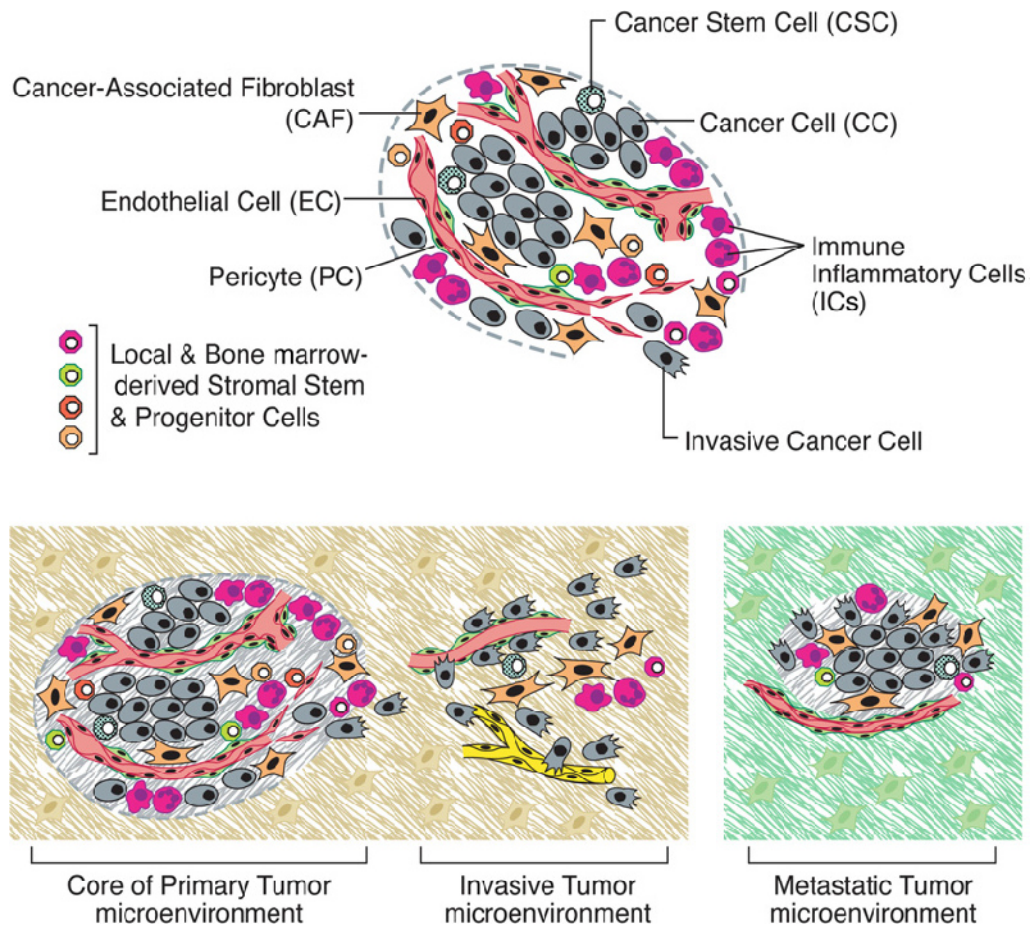 Cancer Stem Cell (CSC)
Cancer-Associated Fibroblast
(CAF)
Cancer Cell (CC)
Endothelial Cell (EC)
Immune
Inflammatory Cells
(ICs)
Pericyte (PC)
Local & Bone marrow-
derived Stromal Stem
& Progenitor Cells
Invasive Cancer Cell
Core of Primary Tumor
microenvironment
Invasive Tumor
microenvironment
Metastatic Tumor
microenvironment